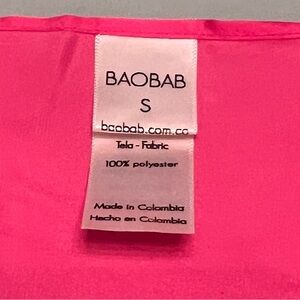 BAOBAB
S
baobab.com.co
Tela - Fabric
100% polyester
Made in Colombia
Hecho en Colombia